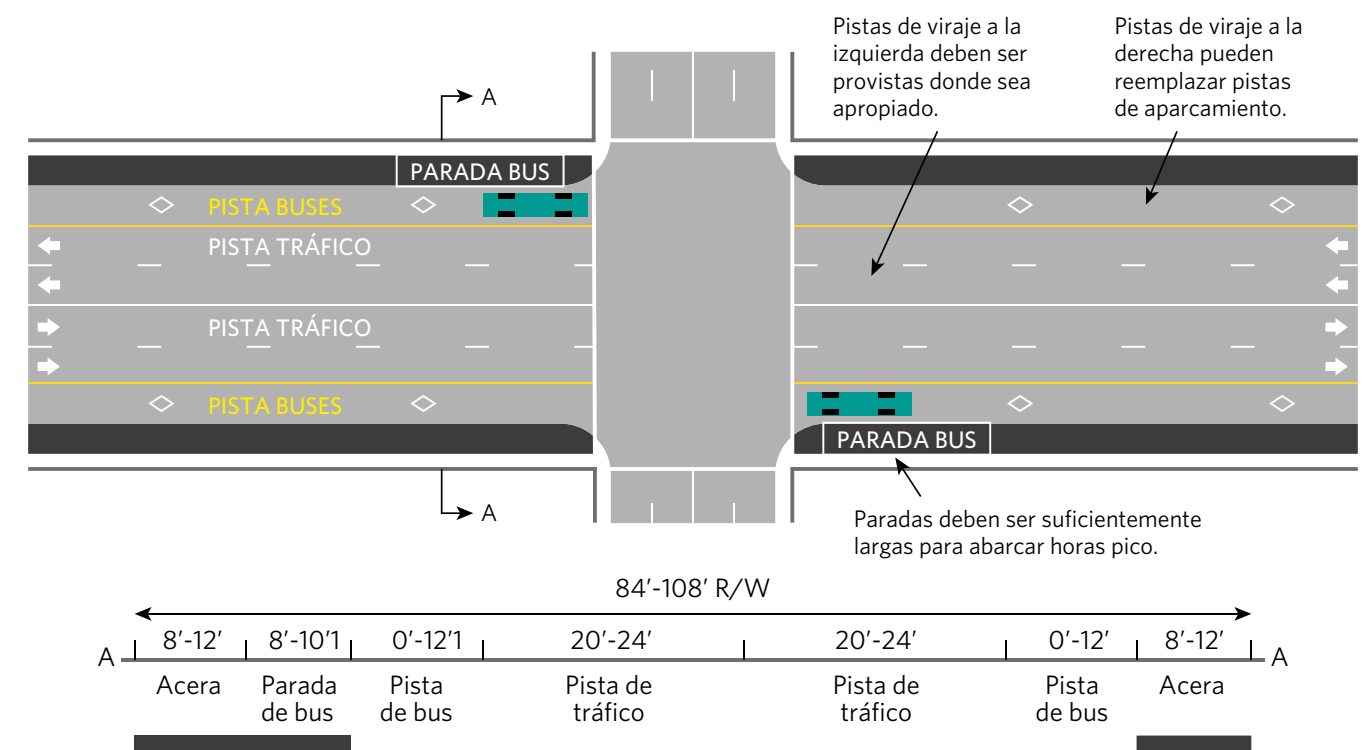 Pistas de viraje a la
izquierda deben ser
provistas donde sea
apropiado.
Pistas de viraje a la
derecha pueden
reemplazar pistas
de aparcamiento.
A
PARADA BUS
PISTA BUSES
PISTA TRÁFICO
PISTA TRÁFICO
PISTA BUSES
PARADA BUS
A
Paradas deben ser suficientemente
largas para abarcar horas pico.
84'-108' R/W
A 8'-12' 8'-10'1 0'-12'1 20'-24' 20'-24' 0'-12' 8'-12' A
Acera Parada Pista Pista de Pista de Pista Acera
de bus de bus tráfico tráfico de bus